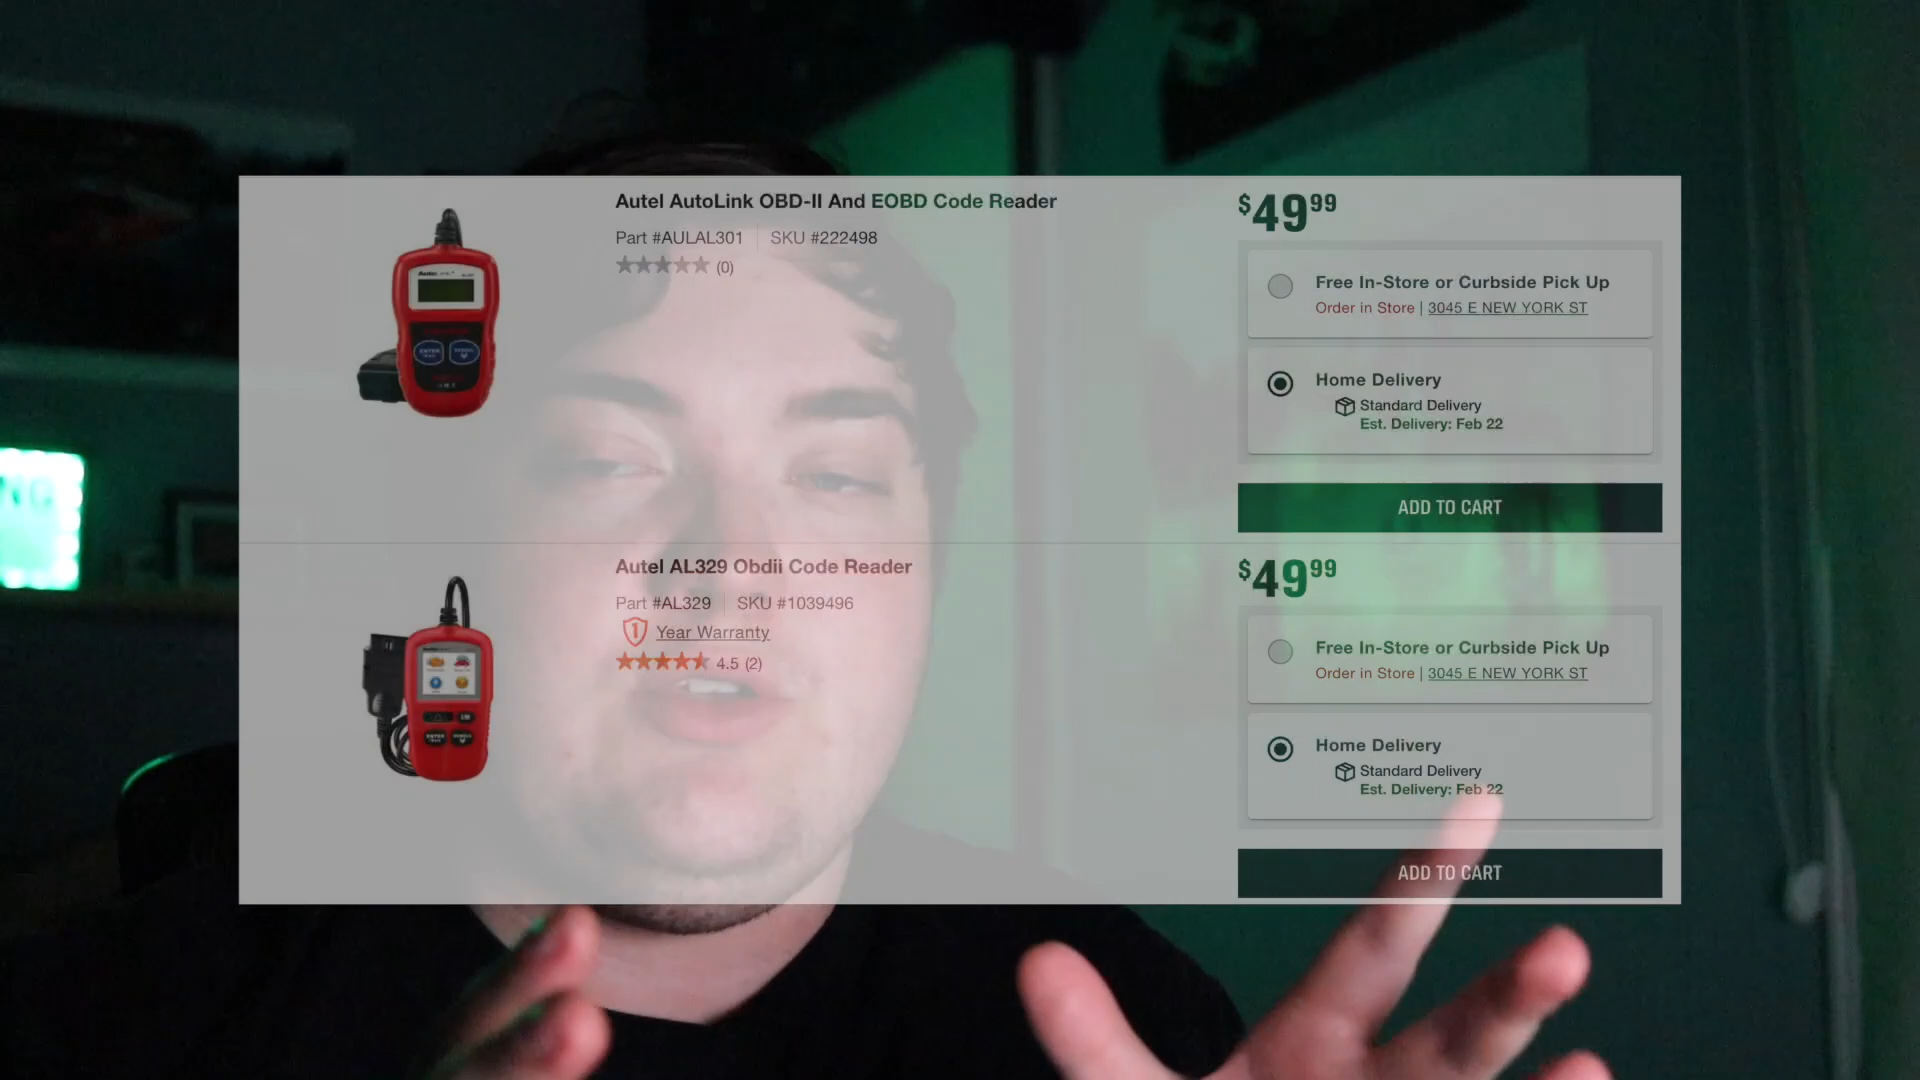 Autel AutoLink OBD-II And EOBD Code Reader
Part #AULAL301 SKU #222498
(0)
$49 99
Free In-Store or Curbside Pick Up
Order in Store | 3045 E NEW YORK ST
Home Delivery
Standard Delivery
Est. Delivery: Feb 22
ADD TO CART
Autel AL329 Obdii Code Reader
Part #AL329 SKU #1039496
1 Year Warranty
4.5 (2)
$49 99
Free In-Store or Curbside Pick Up
Order in Store | 3045 E NEW YORK ST
Home Delivery
Standard Delivery
Est. Delivery: Feb 22
ADD TO CART